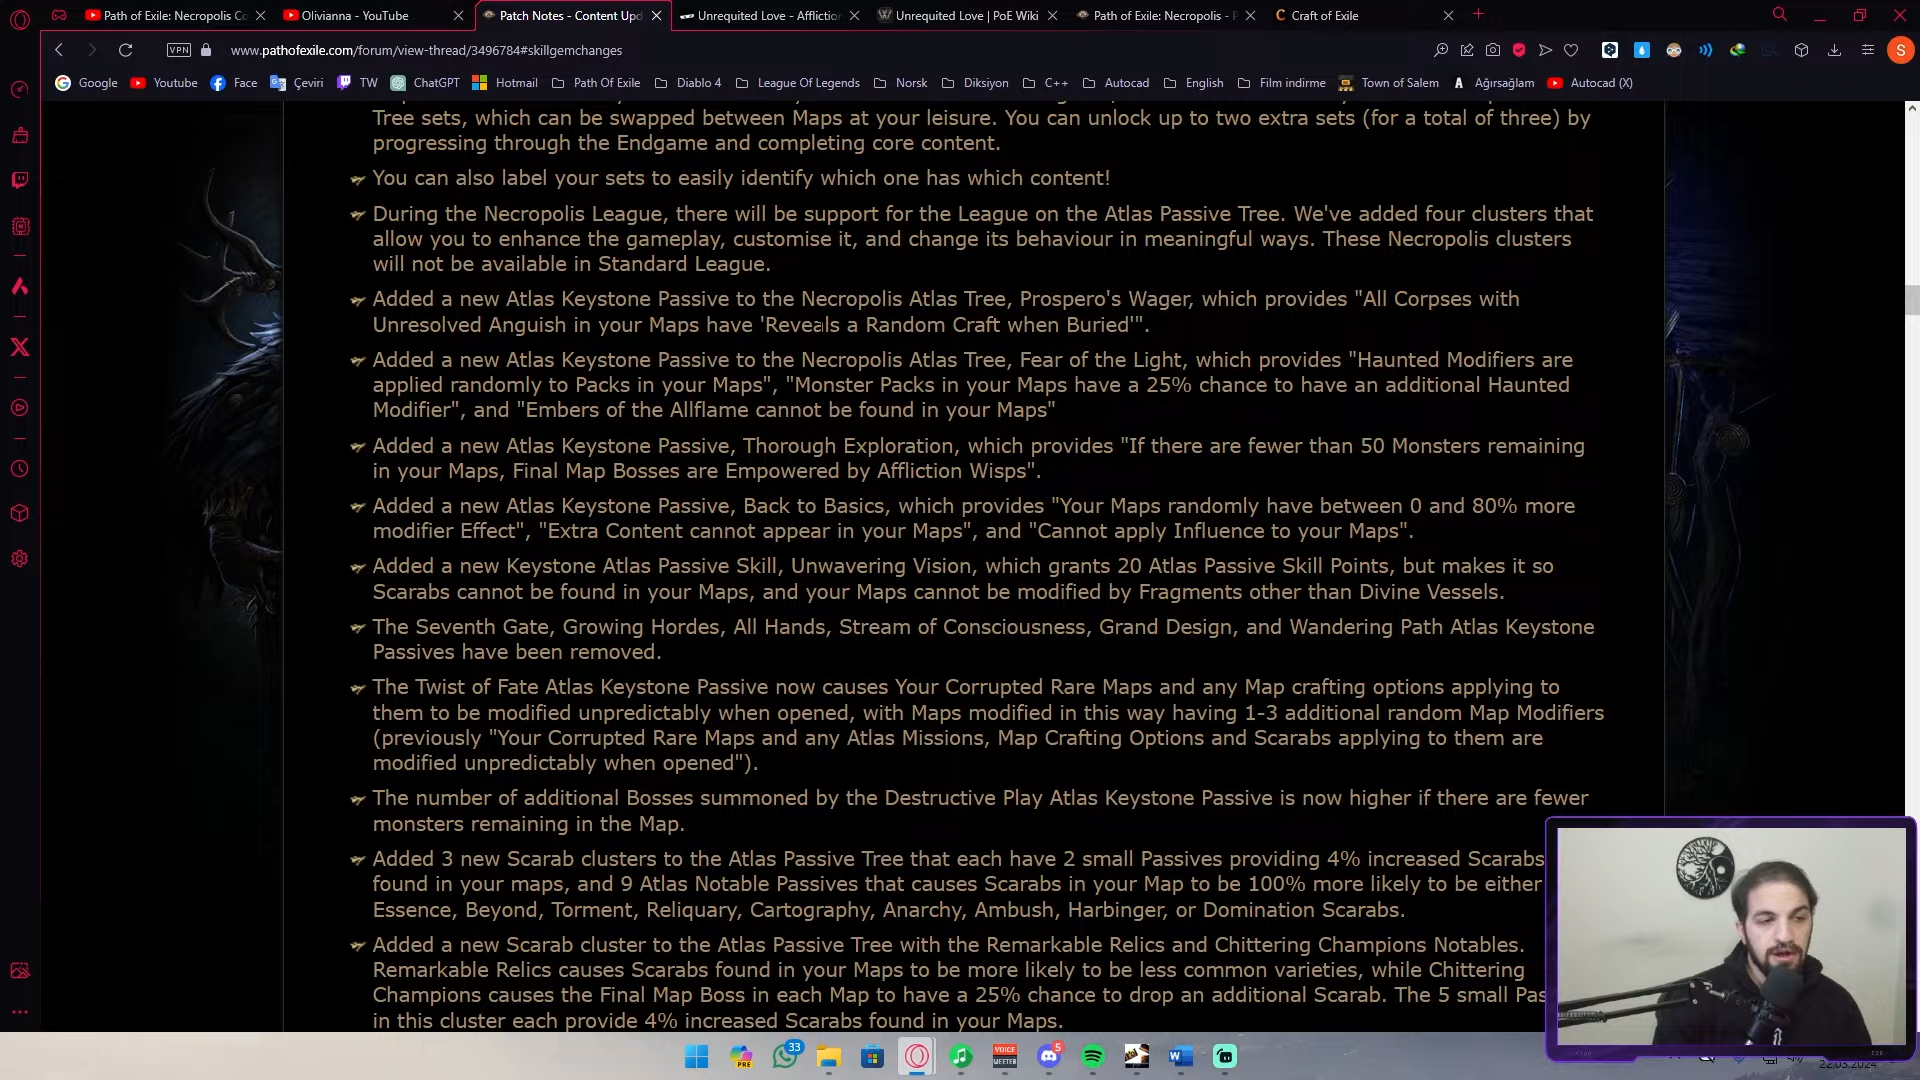 Path of Exile: Necropolis Co
Olivianna - YouTube
Patch Notes - Content Upd
Unrequited Love - Affliction
Unrequited Love | PoE Wiki
Path of Exile: Necropolis - P
Craft of Exile
VPN
www.pathofexile.com/forum/view-thread/3496784#skillgemchanges
S
Google
Youtube
Face
Çeviri
TW
ChatGPT
Hotmail
Path Of Exile
Diablo 4
League Of Legends
Norsk
Diksiyon
C++
Autocad
English
Film indirme
Town of Salem
Ağırsağlam
Autocad (X)
Tree sets, which can be swapped between Maps at your leisure. You can unlock up to two extra sets (for a total of three) by
progressing through the Endgame and completing core content.
You can also label your sets to easily identify which one has which content!
During the Necropolis League, there will be support for the League on the Atlas Passive Tree. We've added four clusters that
allow you to enhance the gameplay, customise it, and change its behaviour in meaningful ways. These Necropolis clusters
will not be available in Standard League.
Added a new Atlas Keystone Passive to the Necropolis Atlas Tree, Prospero's Wager, which provides "All Corpses with
Unresolved Anguish in your Maps have 'Reveals a Random Craft when Buried'".
Added a new Atlas Keystone Passive to the Necropolis Atlas Tree, Fear of the Light, which provides "Haunted Modifiers are
applied randomly to Packs in your Maps", "Monster Packs in your Maps have a 25% chance to have an additional Haunted
Modifier", and "Embers of the Allflame cannot be found in your Maps"
Added a new Atlas Keystone Passive, Thorough Exploration, which provides "If there are fewer than 50 Monsters remaining
in your Maps, Final Map Bosses are Empowered by Affliction Wisps".
Added a new Atlas Keystone Passive, Back to Basics, which provides "Your Maps randomly have between 0 and 80% more
modifier Effect", "Extra Content cannot appear in your Maps", and "Cannot apply Influence to your Maps".
Added a new Keystone Atlas Passive Skill, Unwavering Vision, which grants 20 Atlas Passive Skill Points, but makes it so
Scarabs cannot be found in your Maps, and your Maps cannot be modified by Fragments other than Divine Vessels.
The Seventh Gate, Growing Hordes, All Hands, Stream of Consciousness, Grand Design, and Wandering Path Atlas Keystone
Passives have been removed.
The Twist of Fate Atlas Keystone Passive now causes Your Corrupted Rare Maps and any Map crafting options applying to
them to be modified unpredictably when opened, with Maps modified in this way having 1-3 additional random Map Modifiers
(previously "Your Corrupted Rare Maps and any Atlas Missions, Map Crafting Options and Scarabs applying to them are
modified unpredictably when opened").
The number of additional Bosses summoned by the Destructive Play Atlas Keystone Passive is now higher if there are fewer
monsters remaining in the Map.
Added 3 new Scarab clusters to the Atlas Passive Tree that each have 2 small Passives providing 4% increased Scarabs
found in your maps, and 9 Atlas Notable Passives that causes Scarabs in your Map to be 100% more likely to be either
Essence, Beyond, Torment, Reliquary, Cartography, Anarchy, Ambush, Harbinger, or Domination Scarabs.
Added a new Scarab cluster to the Atlas Passive Tree with the Remarkable Relics and Chittering Champions Notables.
Remarkable Relics causes Scarabs found in your Maps to be more likely to be less common varieties, while Chittering
Champions causes the Final Map Boss in each Map to have a 25% chance to drop an additional Scarab. The 5 small Pas
in this cluster each provide 4% increased Scarabs found in your Maps.
PRE
33
VOICE
MEETER
5
22.03.2024